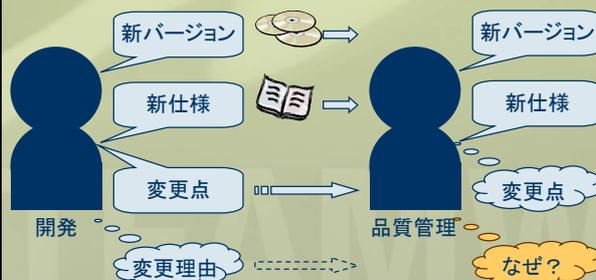 新バージョン
新バージョン
新仕様
新仕様
変更点
変更点
開発
品質管理
変更理由
なぜ？